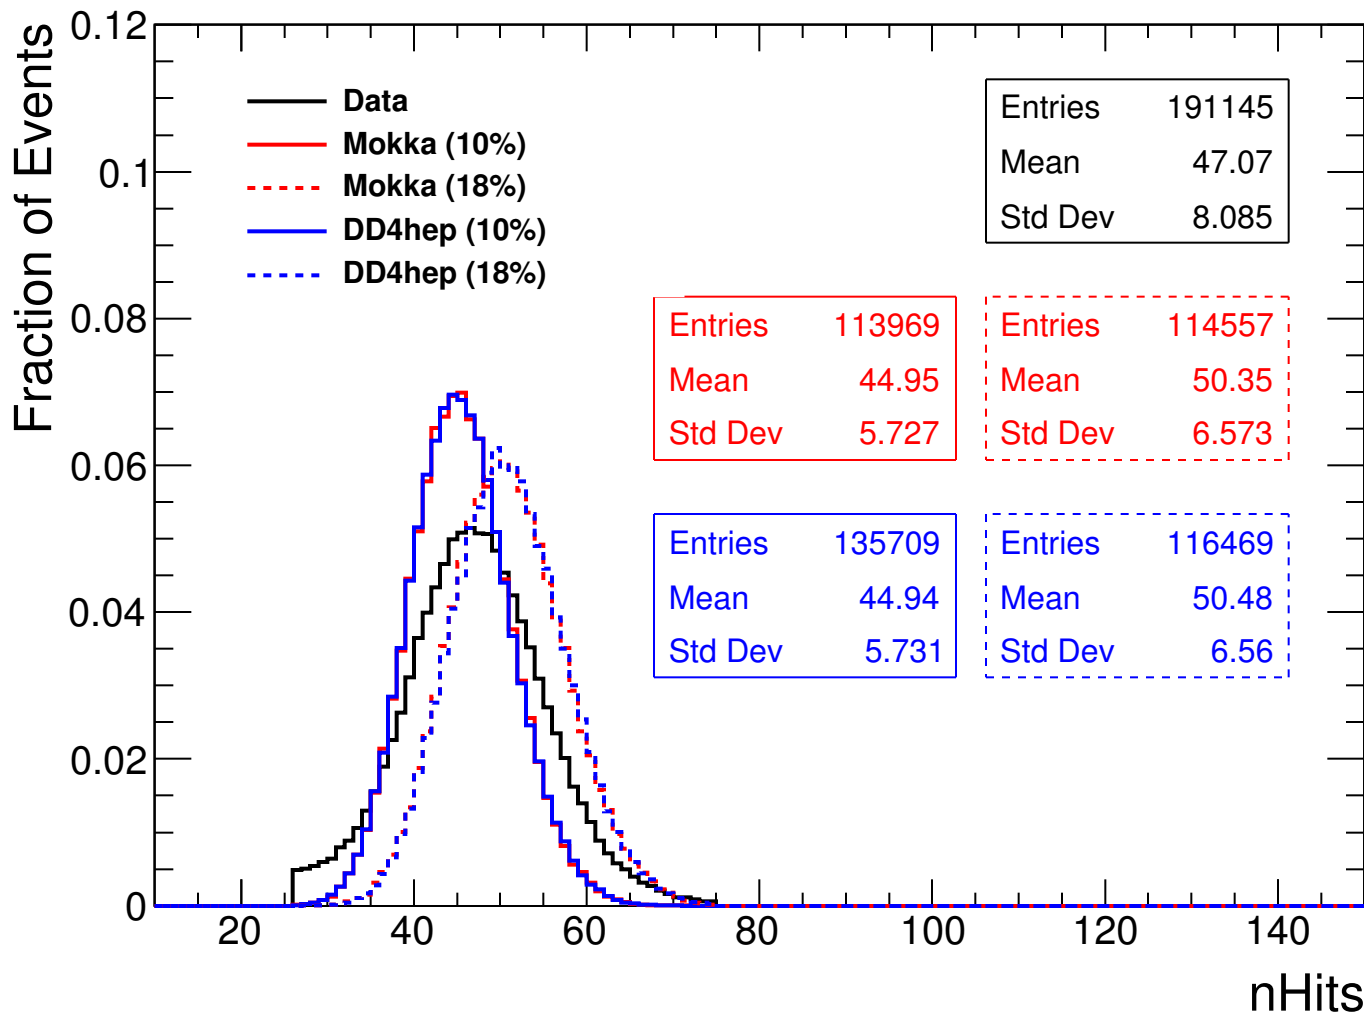 Fraction of Events
0.12
0.1
0.08
0.06
0.04
0.02
0
Data
Mokka (10%)
Mokka (18%)
DD4hep (10%)
DD4hep (18%)
Entries 191145
Mean 47.07
Std Dev 8.085
Entries 113969
Mean 44.95
Std Dev 5.727
Entries 114557
Mean 50.35
Std Dev 6.573
Entries 135709
Mean 44.94
Std Dev 5.731
Entries 116469
Mean 50.48
Std Dev 6.56
20 40 60 80 100 120 140
nHits